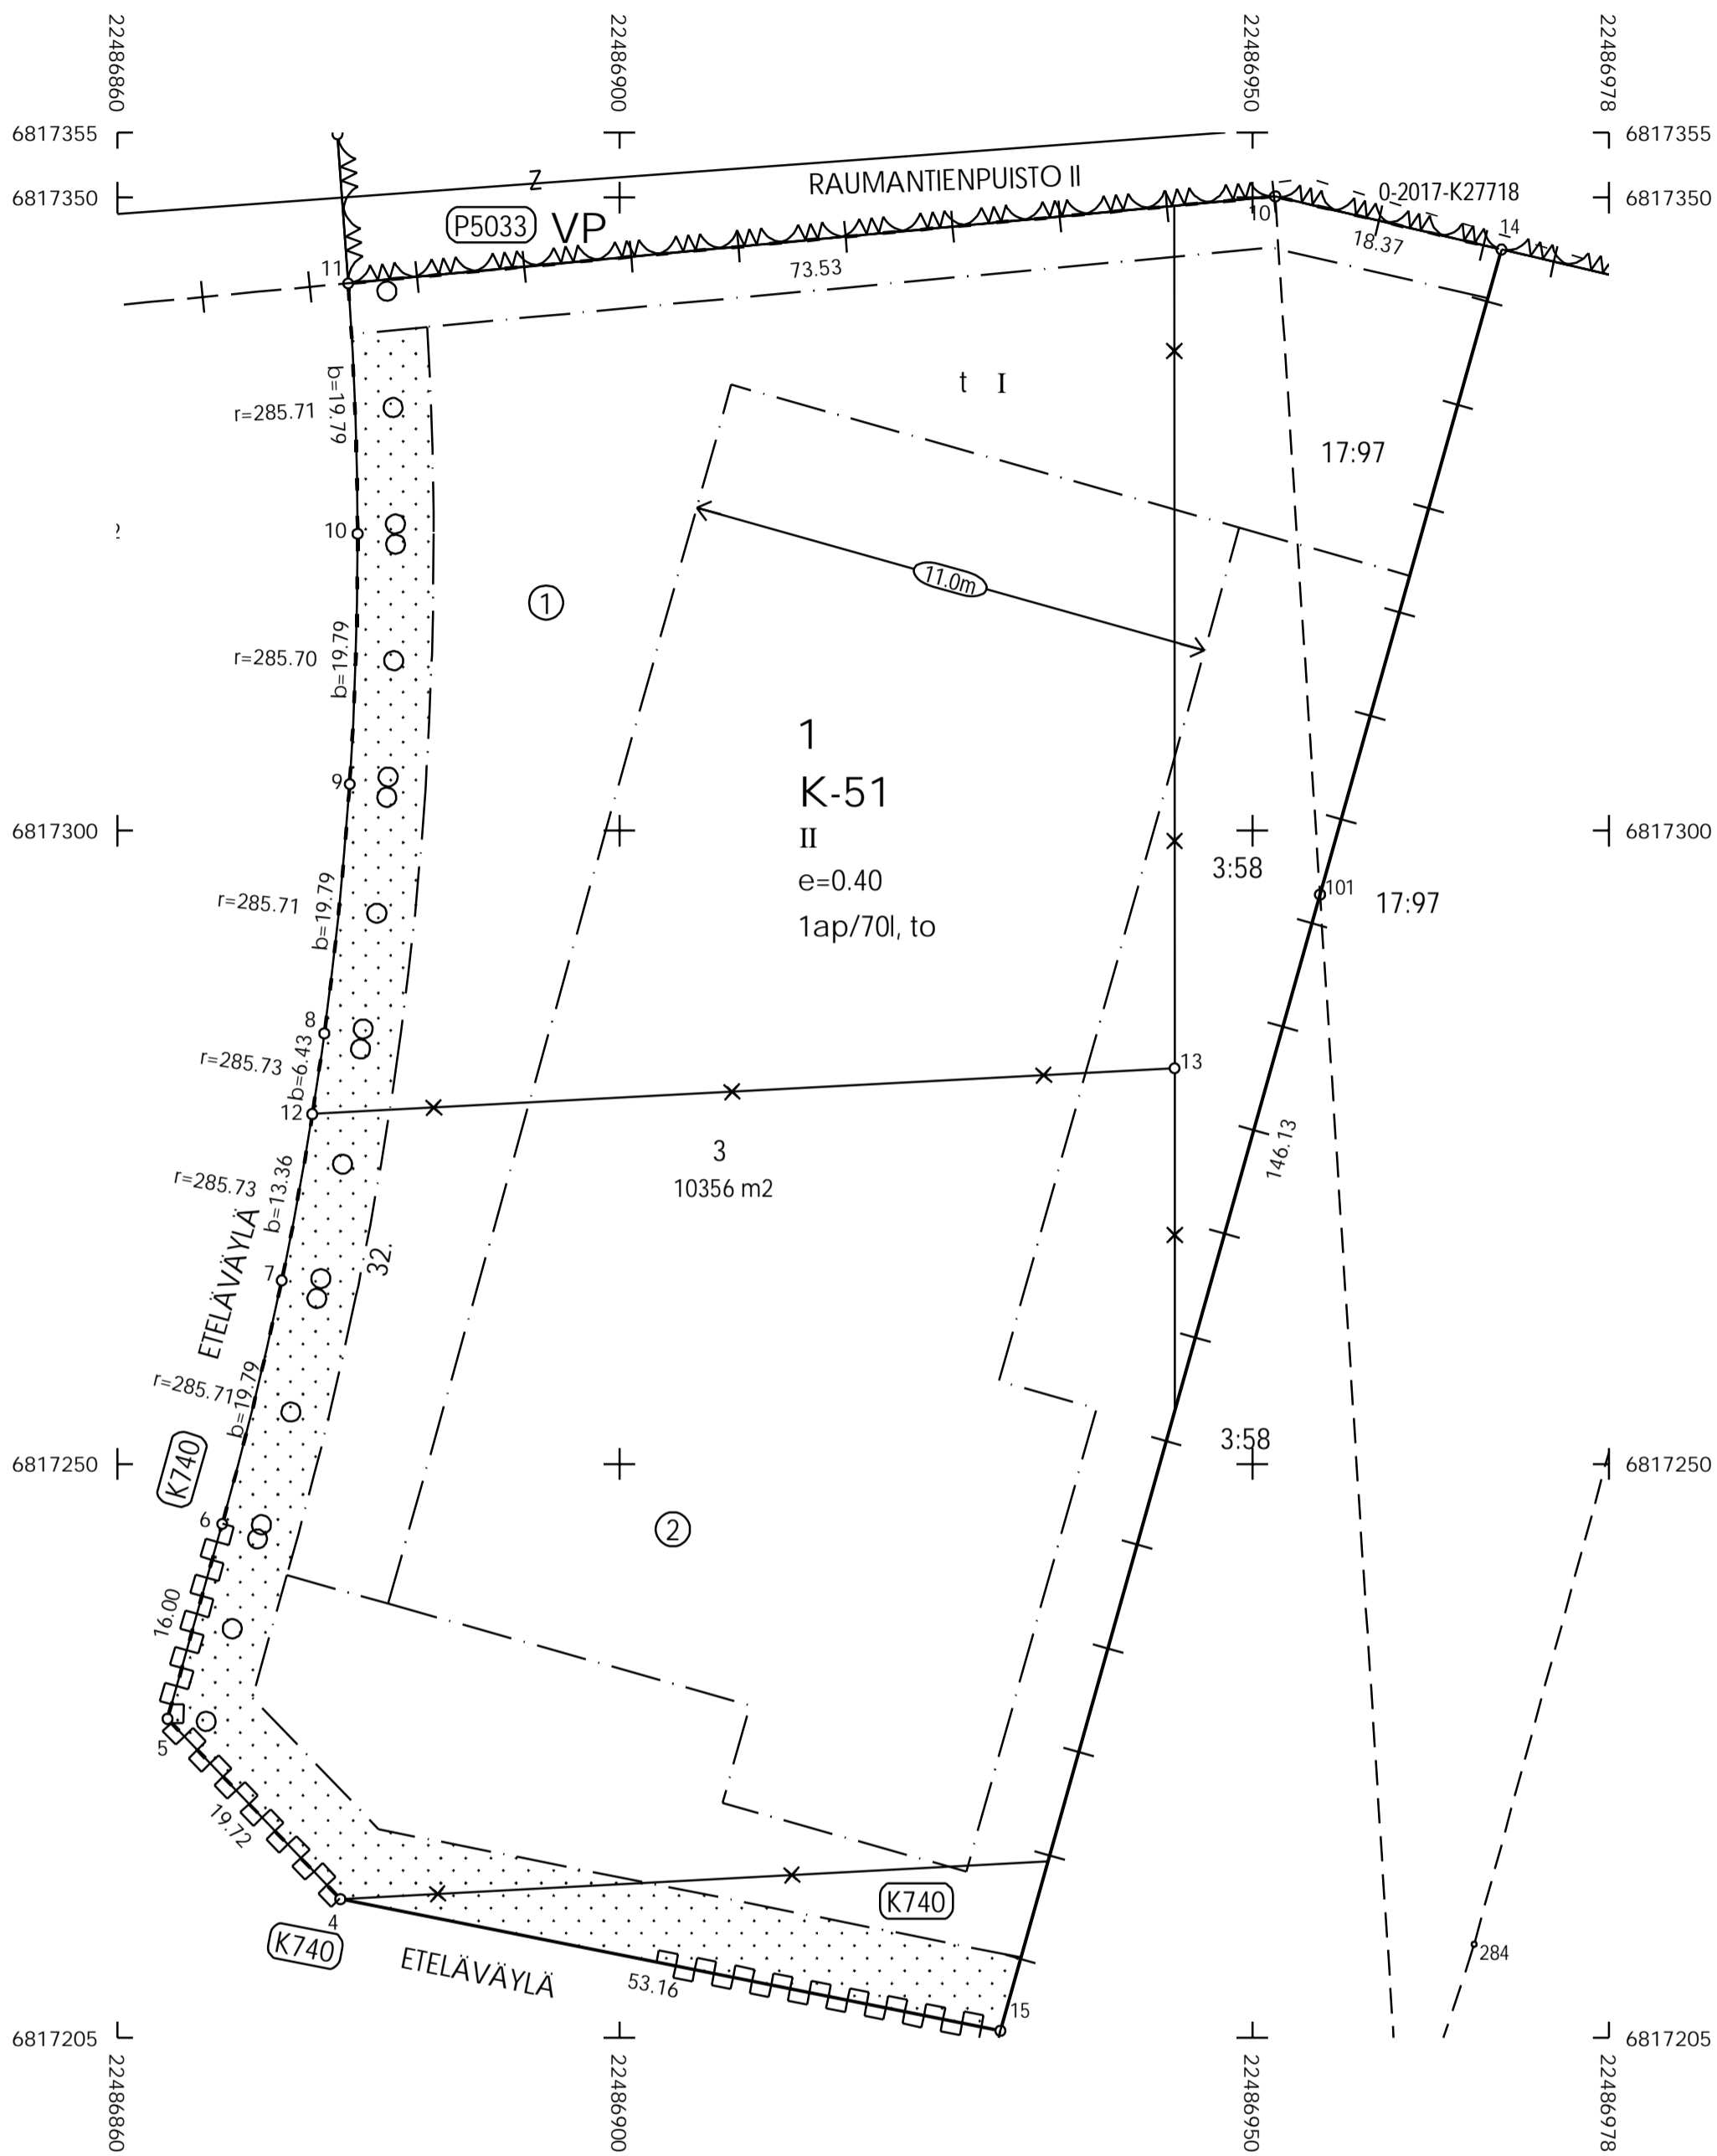 22486860
22486900
22486950
22486978
6817355
6817355
6817350
6817350
Z
RAUMANTIENPUISTO II
0-2017-K27718
P5033
VP
10
14
18.37
73.53
11
b=19.79
r=285.71
t I
17:97
10
11.0m
1
b=19.79
r=285.70
1
K-51
II
e=0.40
1ap/70l, to
9
6817300
6817300
3:58
101
17:97
b=19.79
r=285.71
8
r=285.73
b=6.43
12
13
3
10356 m2
146.13
r=285.73
b=13.36
ETELÄVÄYLÄ
7
32.
r=285.71
b=19.79
K740
3:58
6817250
6817250
6
2
16.00
5
19.72
4
K740
K740
ETELÄVÄYLÄ
53.16
284
15
6817205
6817205
22486860
22486900
22486950
22486978